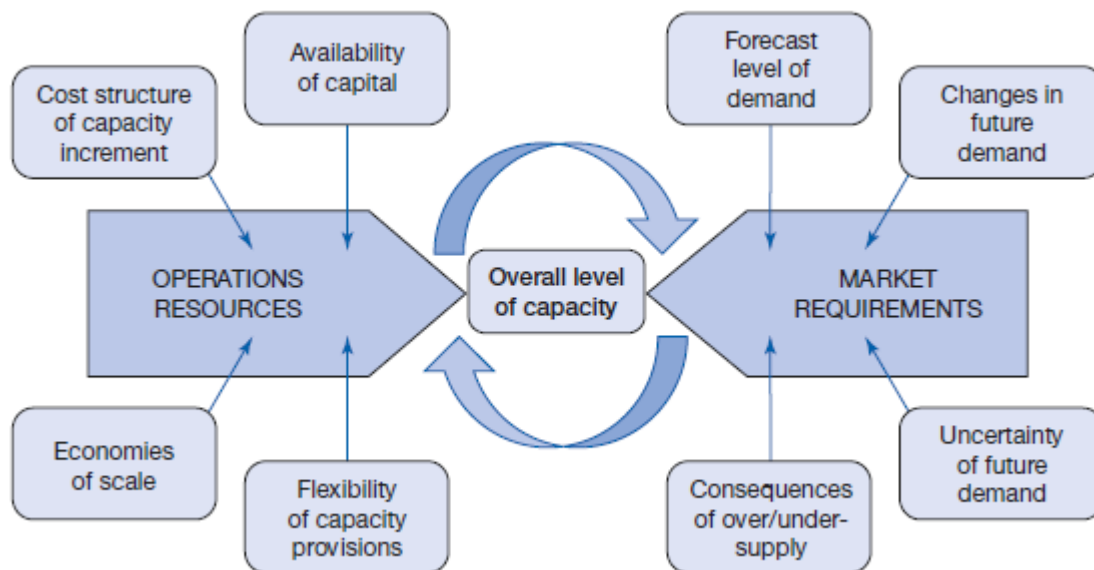 Availability
of capital
Forecast
level of
demand
Cost structure
of capacity
increment
Changes in
future
demand
OPERATIONS
RESOURCES
Overall level
of capacity
MARKET
REQUIREMENTS
Economies
of scale
Flexibility
of capacity
provisions
Consequences
of over/under-
supply
Uncertainty
of future
demand